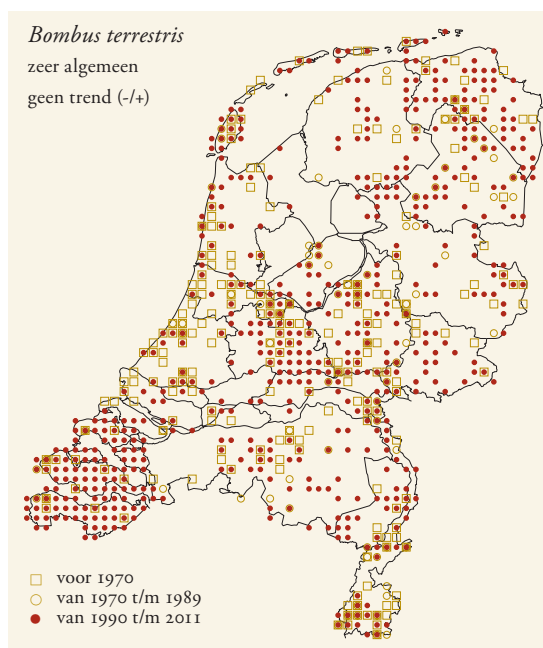 Bombus terrestris
zeer algemeen
geen trend (-/+)
voor 1970
van 1970 t/m 1989
van 1990 t/m 2011